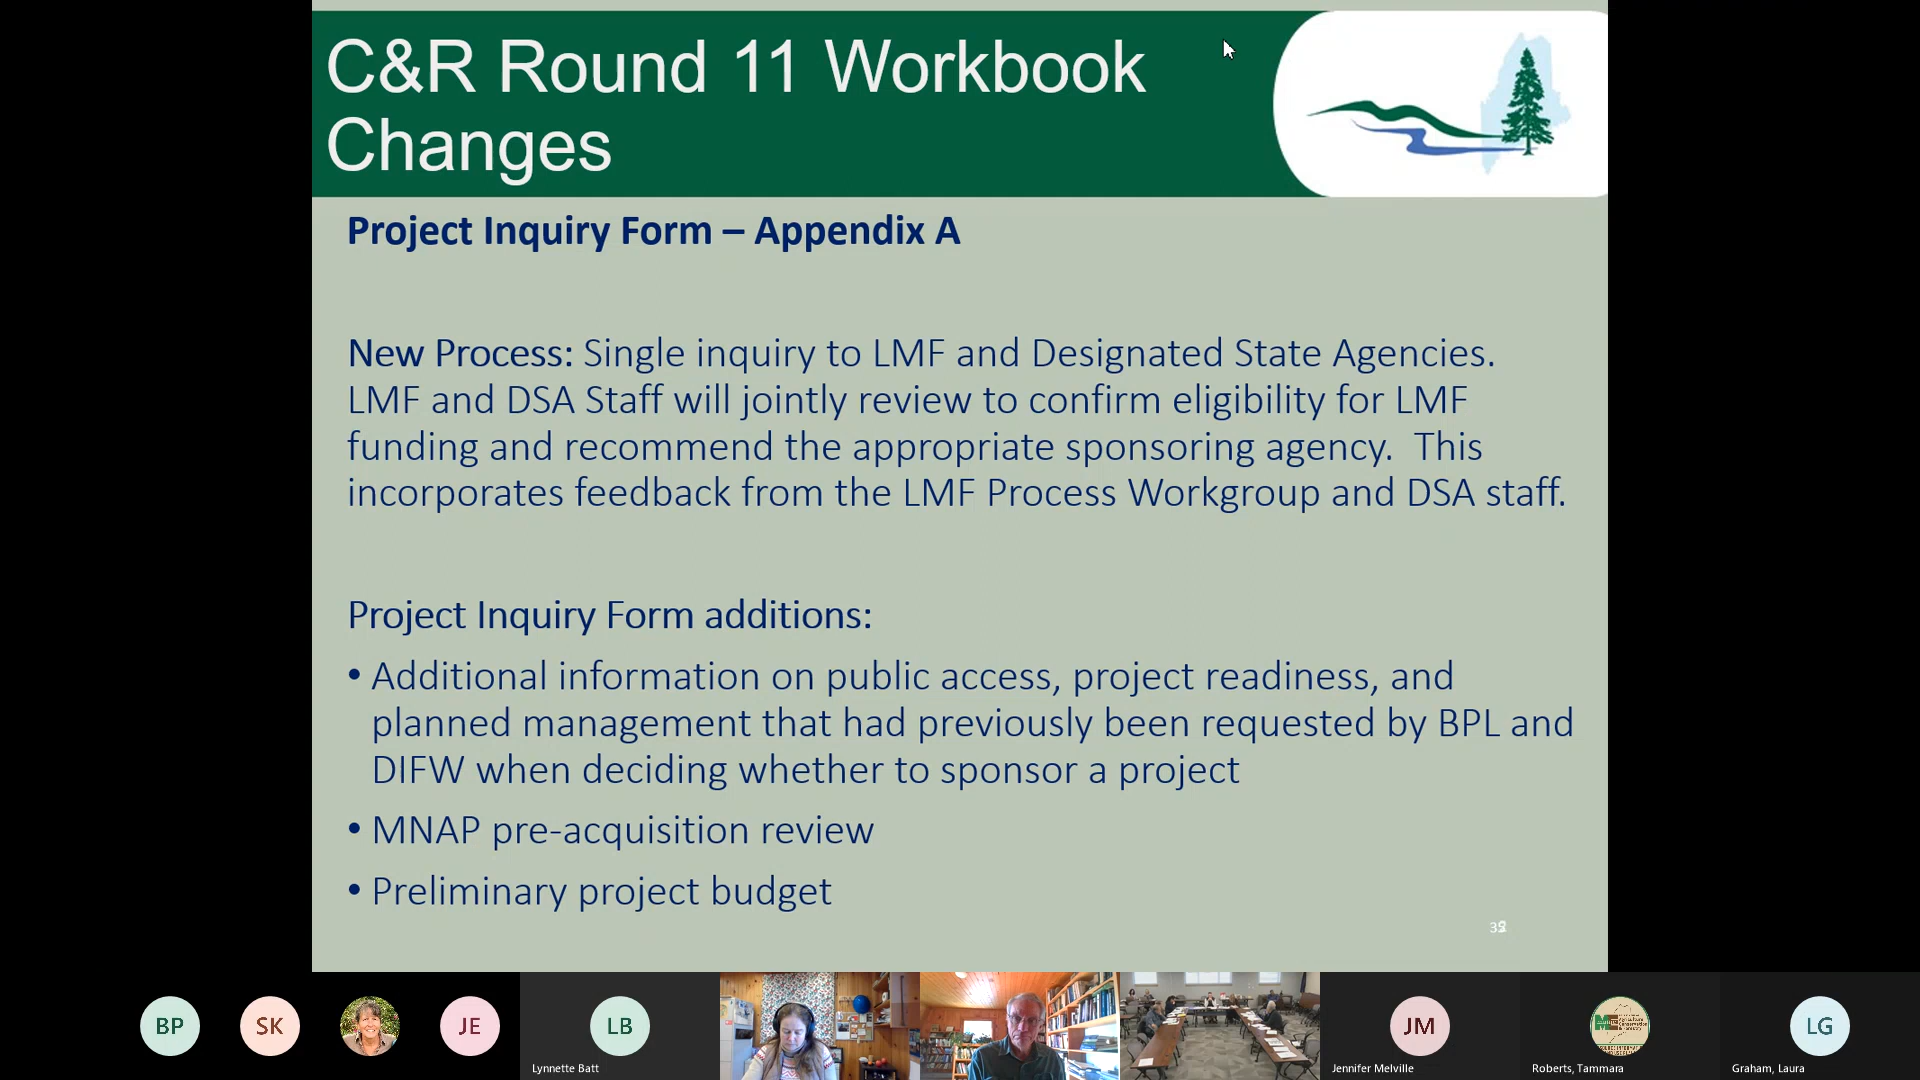 C&R Round 11 Workbook
Changes
Project Inquiry Form – Appendix A
New Process: Single inquiry to LMF and Designated State Agencies.
LMF and DSA Staff will jointly review to confirm eligibility for LMF
funding and recommend the appropriate sponsoring agency.  This
incorporates feedback from the LMF Process Workgroup and DSA staff.
Project Inquiry Form additions:
• Additional information on public access, project readiness, and
planned management that had previously been requested by BPL and
DIFW when deciding whether to sponsor a project
• MNAP pre-acquisition review
• Preliminary project budget
BP
SK
JE
LB
JM
LG
Lynnette Batt
Jennifer Melville
Roberts, Tammara
Graham, Laura